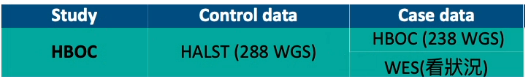 Study Control data Case data
HBOC HALST (288 WGS) HBOC (238 WGS)
WES(看狀況)